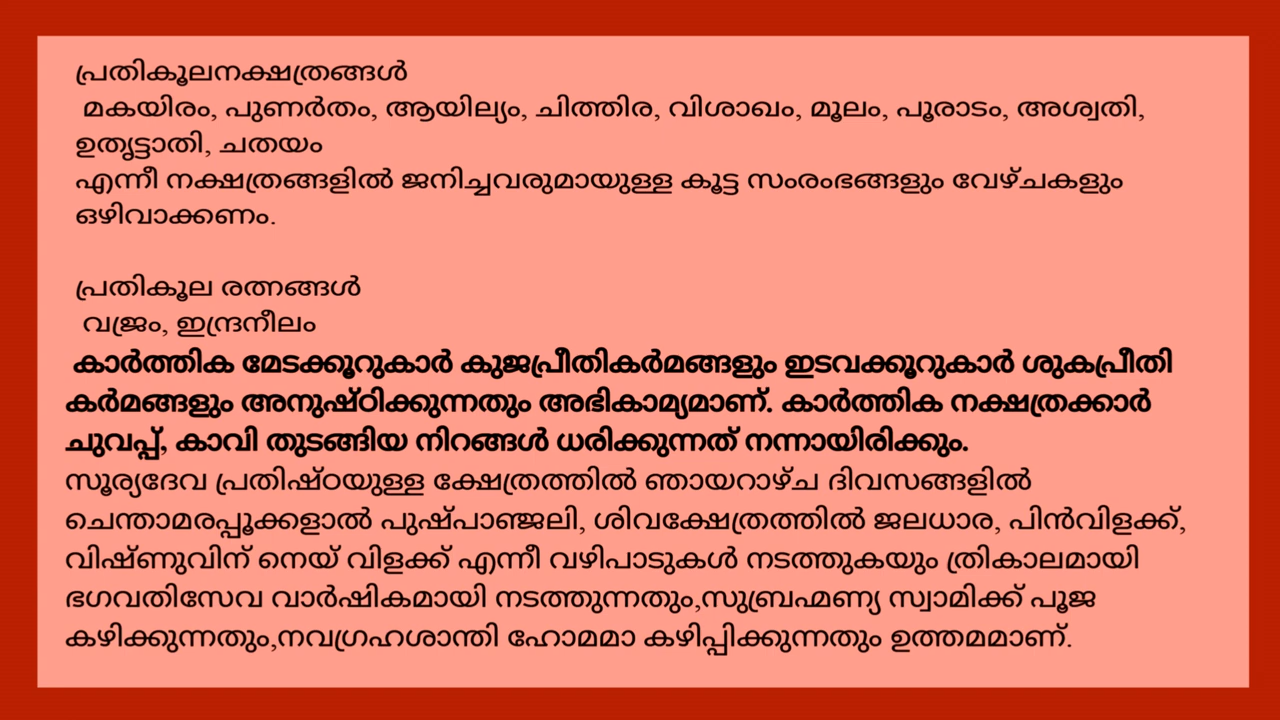 പ്രതികൂലനക്ഷത്രങ്ങൾ
മകയിരം, പുണർതം, ആയില്യം, ചിത്തിര, വിശാഖം, മൂലം, പൂരാടം, അശ്വതി,
ഉതൃട്ടാതി, ചതയം
എന്നീ നക്ഷത്രങ്ങളിൽ ജനിച്ചവരുമായുള്ള കൂട്ട സംരംഭങ്ങളും വേഴ്ചകളും
ഒഴിവാക്കണം.
പ്രതികൂല രത്നങ്ങൾ
വജ്രം, ഇന്ദ്രനീലം
കാർത്തിക മേടക്കൂറുകാർ കുജപ്രീതികർമങ്ങളും ഇടവക്കൂറുകാർ ശുകപ്രീതി
കർമങ്ങളും അനുഷ്ഠിക്കുന്നതും അഭികാമ്യമാണ്. കാർത്തിക നക്ഷത്രക്കാർ
ചുവപ്പ്, കാവി തുടങ്ങിയ നിറങ്ങൾ ധരിക്കുന്നത് നന്നായിരിക്കും.
സൂര്യദേവ പ്രതിഷ്ഠയുള്ള ക്ഷേത്രത്തിൽ ഞായറാഴ്ച ദിവസങ്ങളിൽ
ചെന്താമരപ്പൂക്കളാൽ പുഷ്പാഞ്ജലി, ശിവക്ഷേത്രത്തിൽ ജലധാര, പിൻവിളക്ക്,
വിഷ്ണുവിന് നെയ് വിളക്ക് എന്നീ വഴിപാടുകൾ നടത്തുകയും ത്രികാലമായി
ഭഗവതിസേവ വാർഷികമായി നടത്തുന്നതും,സുബ്രഹ്മണ്യ സ്വാമിക്ക് പൂജ
കഴിക്കുന്നതും,നവഗ്രഹശാന്തി ഹോമമാ കഴിപ്പിക്കുന്നതും ഉത്തമമാണ്.